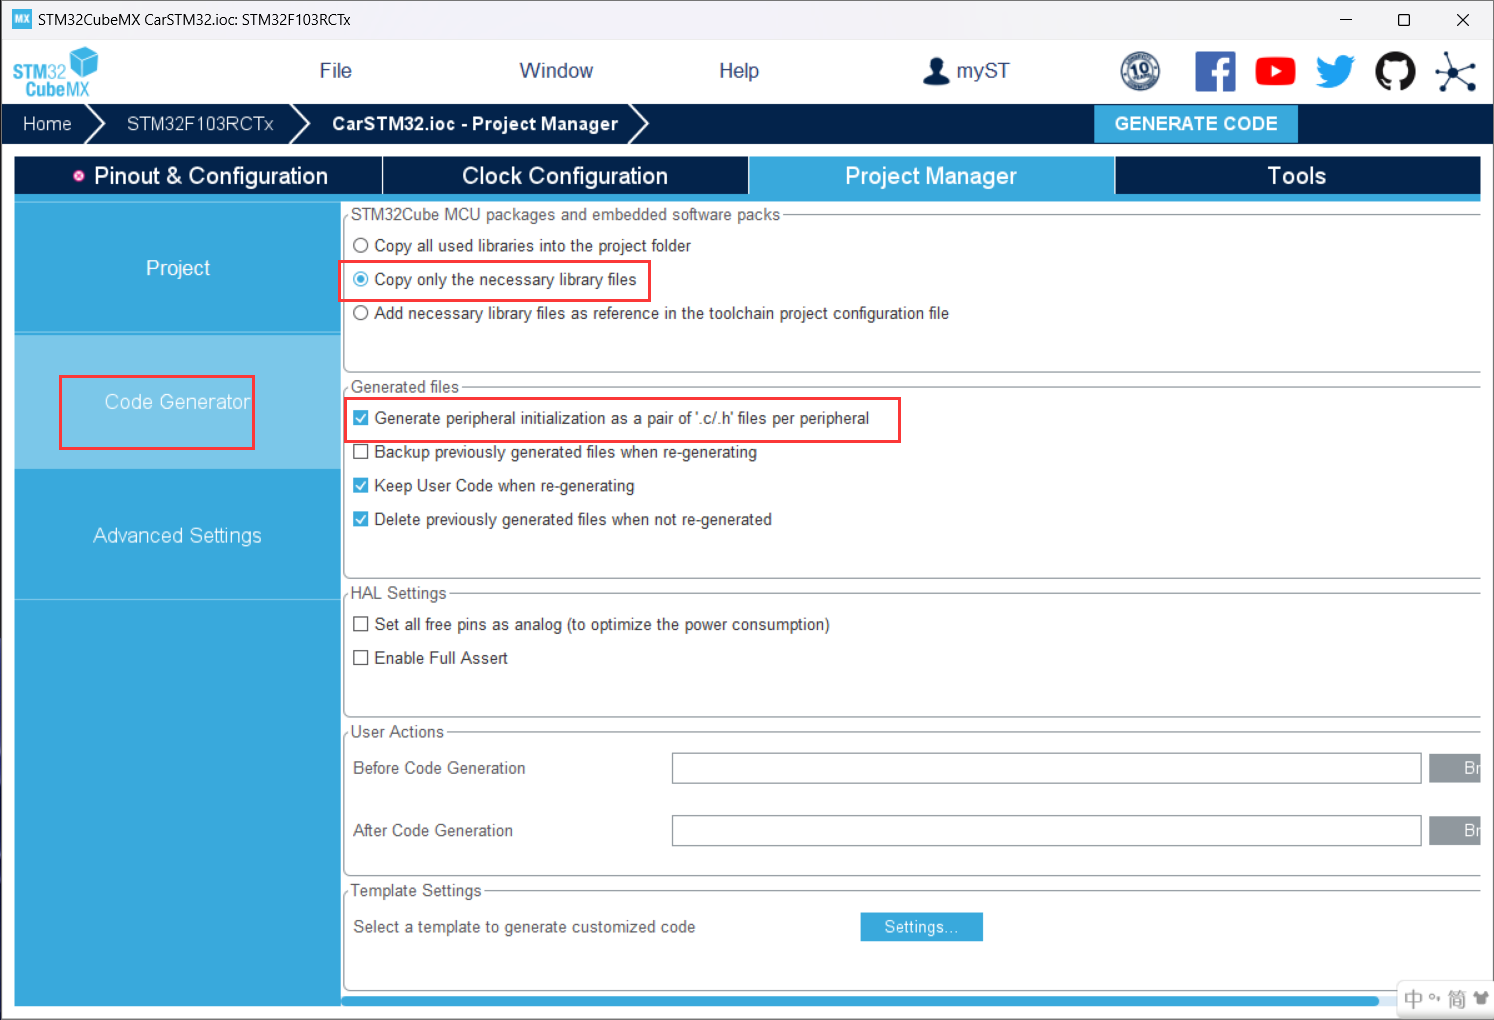 MX STM32CubeMX CarSTM32.ioc: STM32F103RCTx
STM32
CubeMX
File
Window
Help
myST
10
Home
STM32F103RCTx
CarSTM32.ioc - Project Manager
GENERATE CODE
Pinout & Configuration
Clock Configuration
Project Manager
Tools
Project
Code Generator
Advanced Settings
STM32Cube MCU packages and embedded software packs
Copy all used libraries into the project folder
Copy only the necessary library files
Add necessary library files as reference in the toolchain project configuration file
Generated files
Generate peripheral initialization as a pair of '.c/.h' files per peripheral
Backup previously generated files when re-generating
Keep User Code when re-generating
Delete previously generated files when not re-generated
HAL Settings
Set all free pins as analog (to optimize the power consumption)
Enable Full Assert
User Actions
Before Code Generation
Br
After Code Generation
Br
Template Settings
Select a template to generate customized code
Settings...
中 简